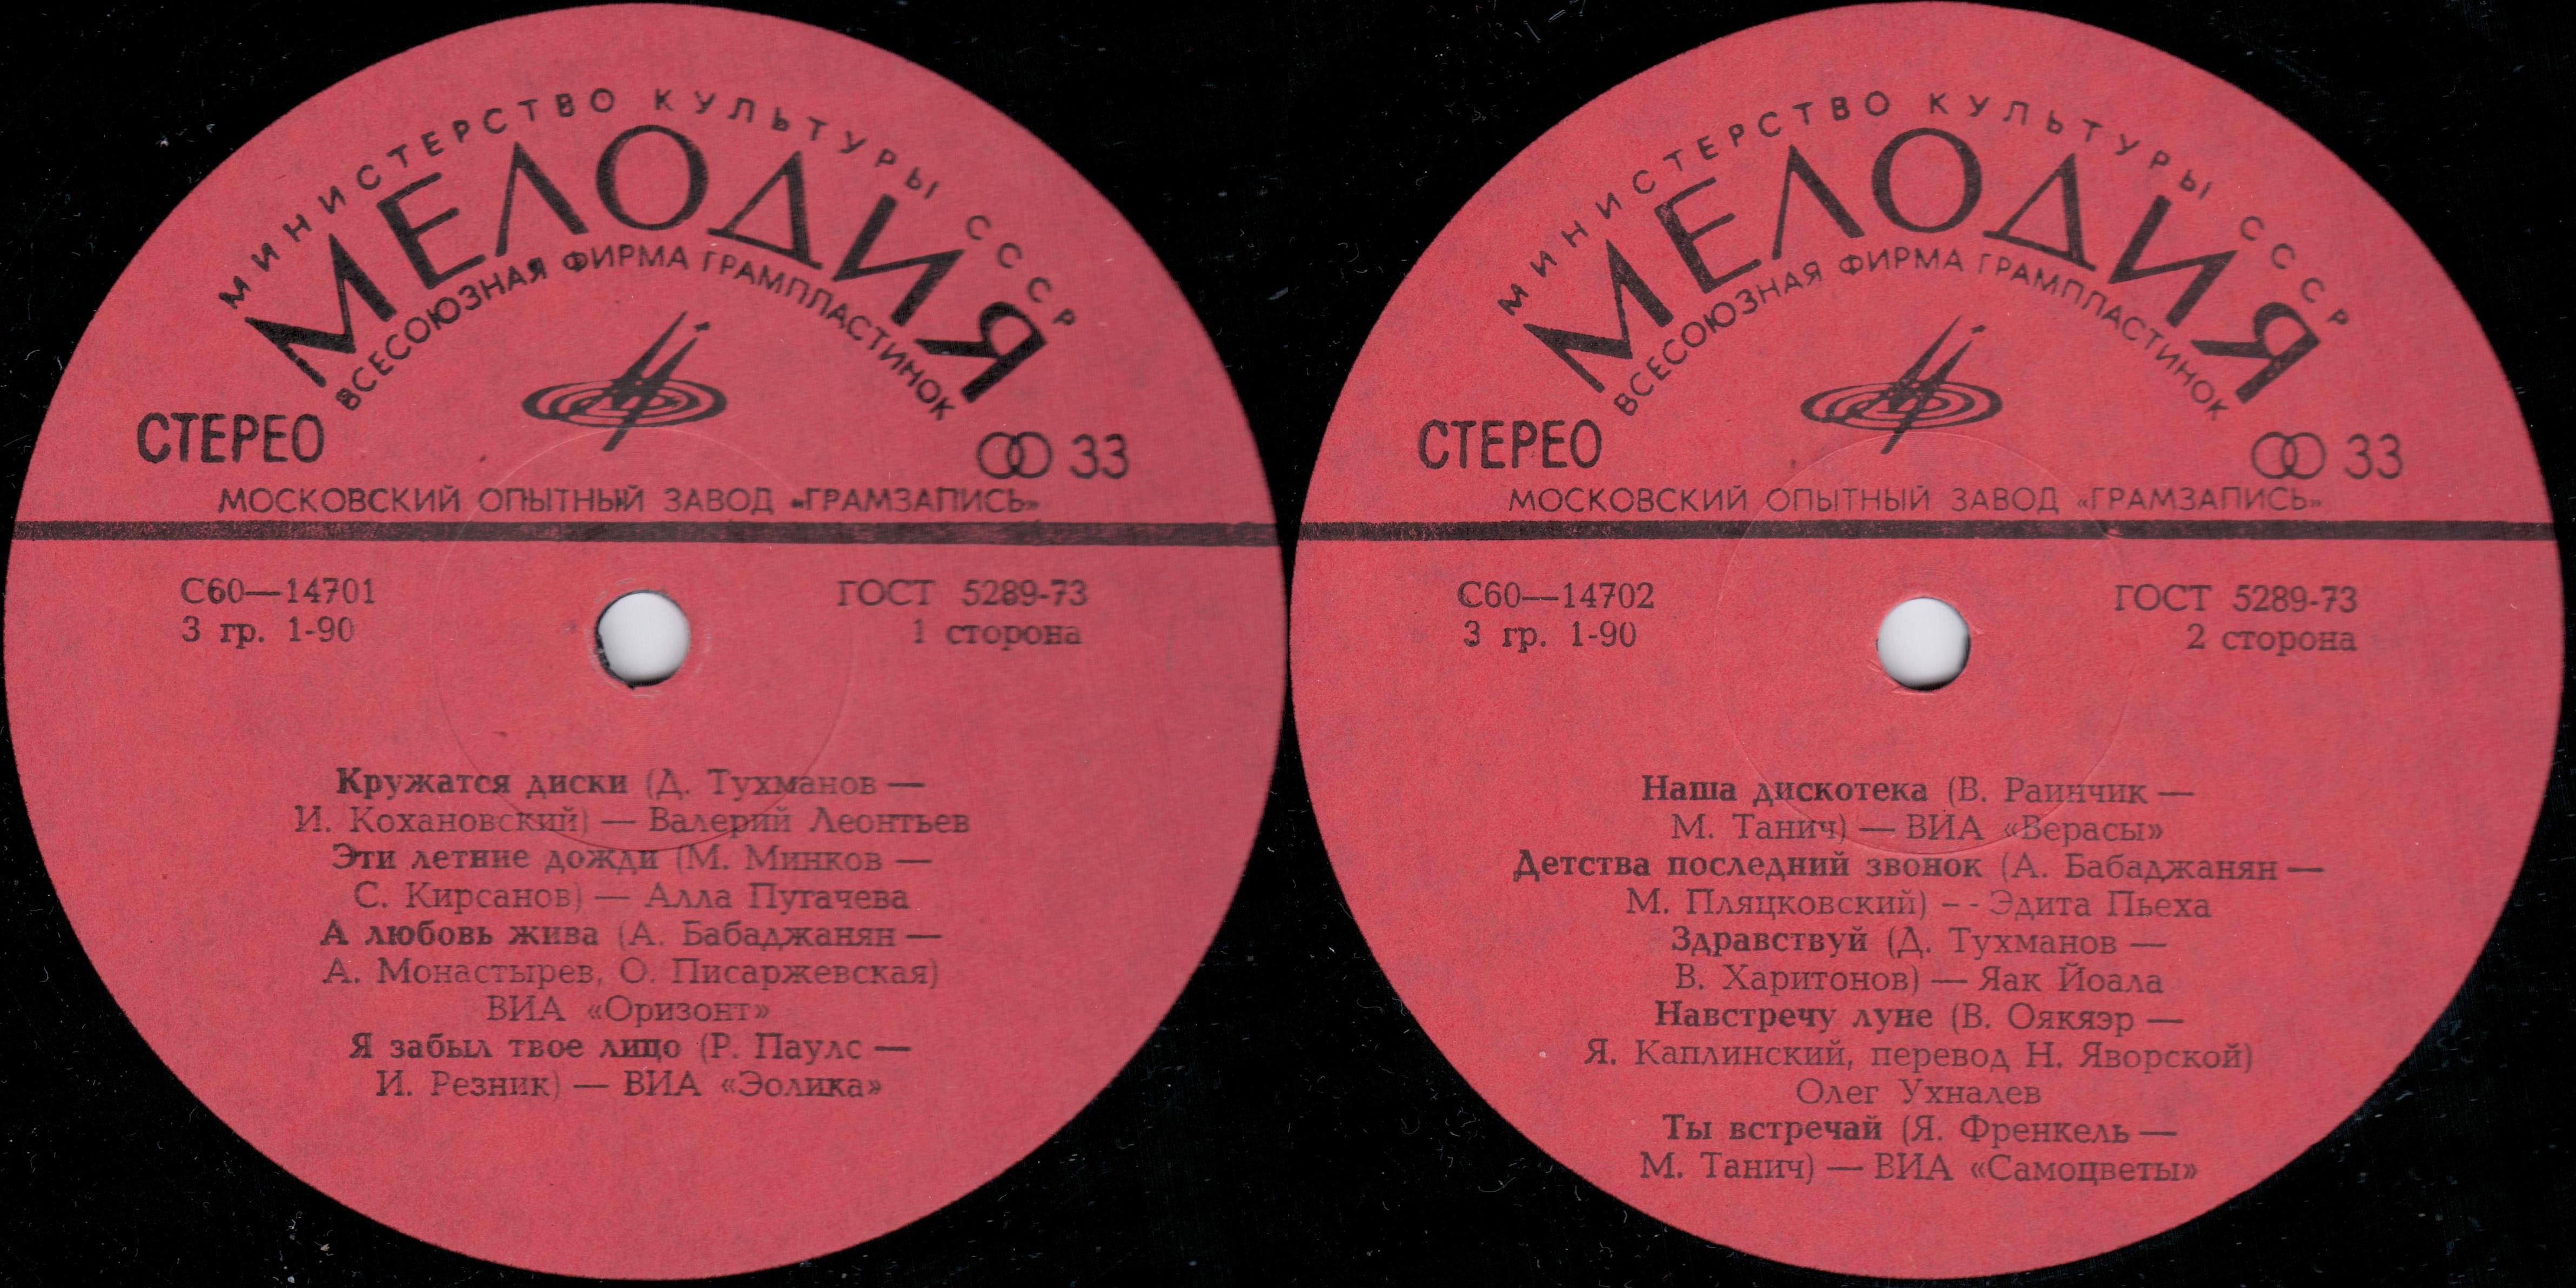 МИНИСТЕРСТВО КУЛЬТУРЫ СССР
МЕЛОДИЯ
ВСЕСОЮЗНАЯ ФИРМА ГРАМПЛАСТИНОК
СТЕРЕО
33
МОСКОВСКИЙ ОПЫТНЫЙ ЗАВОД «ГРАМЗАПИСЬ»
С60—14701
ГОСТ 5289-73
3 гр. 1-90
1 сторона
Кружатся диски (Д. Тухманов —
И. Кохановский) — Валерий Леонтьев
Эти летние дожди (М. Минков —
С. Кирсанов) — Алла Пугачева
А любовь жива (А. Бабаджанян —
А. Монастырев, О. Писаржевская)
ВИА «Оризонт»
Я забыл твое лицо (Р. Паулс —
И. Резник) — ВИА «Эолика»
МИНИСТЕРСТВО КУЛЬТУРЫ СССР
МЕЛОДИЯ
ВСЕСОЮЗНАЯ ФИРМА ГРАМПЛАСТИНОК
СТЕРЕО
33
МОСКОВСКИЙ ОПЫТНЫЙ ЗАВОД «ГРАМЗАПИСЬ»
С60—14702
ГОСТ 5289-73
3 гр. 1-90
2 сторона
Наша дискотека (В. Раинчик —
М. Танич) — ВИА «Верасы»
Детства последний звонок (А. Бабаджанян —
М. Пляцковский) -- Эдита Пьеха
Здравствуй (Д. Тухманов —
В. Харитонов) — Яак Йоала
Навстречу луне (В. Оякяэр —
Я. Каплинский, перевод Н. Яворской)
Олег Ухналев
Ты встречай (Я. Френкель —
М. Танич) — ВИА «Самоцветы»